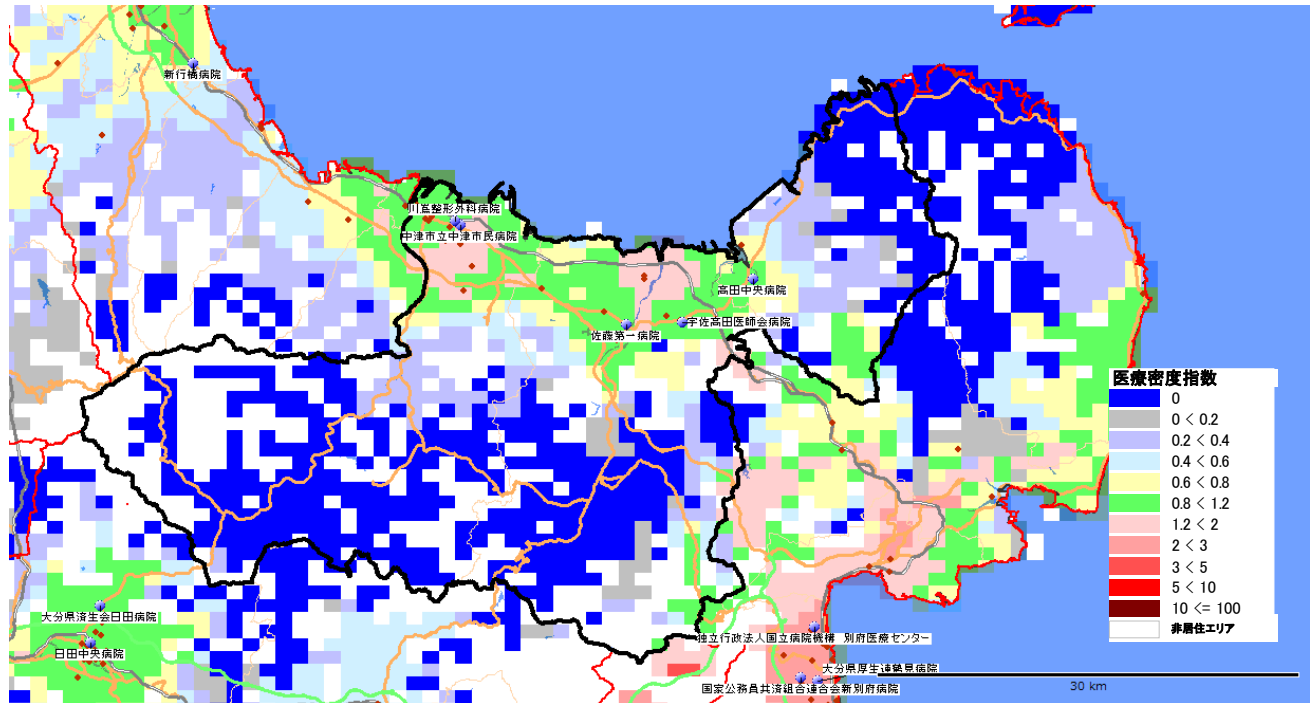 新行橋病院
川嶌整形外科病院
中津市立中津市民病院
高田中央病院
宇佐高田医師会病院
佐藤第一病院
医療密度指数
0
0 < 0.2
0.2 < 0.4
0.4 < 0.6
0.6 < 0.8
0.8 < 1.2
1.2 < 2
2 < 3
3 < 5
5 < 10
10 <= 100
非居住エリア
大分県済生会日田病院
日田中央病院
独立行政法人国立病院機構 別府医療センター
大分県厚生連鶴見病院
国家公務員共済組合連合会新別府病院
30 km